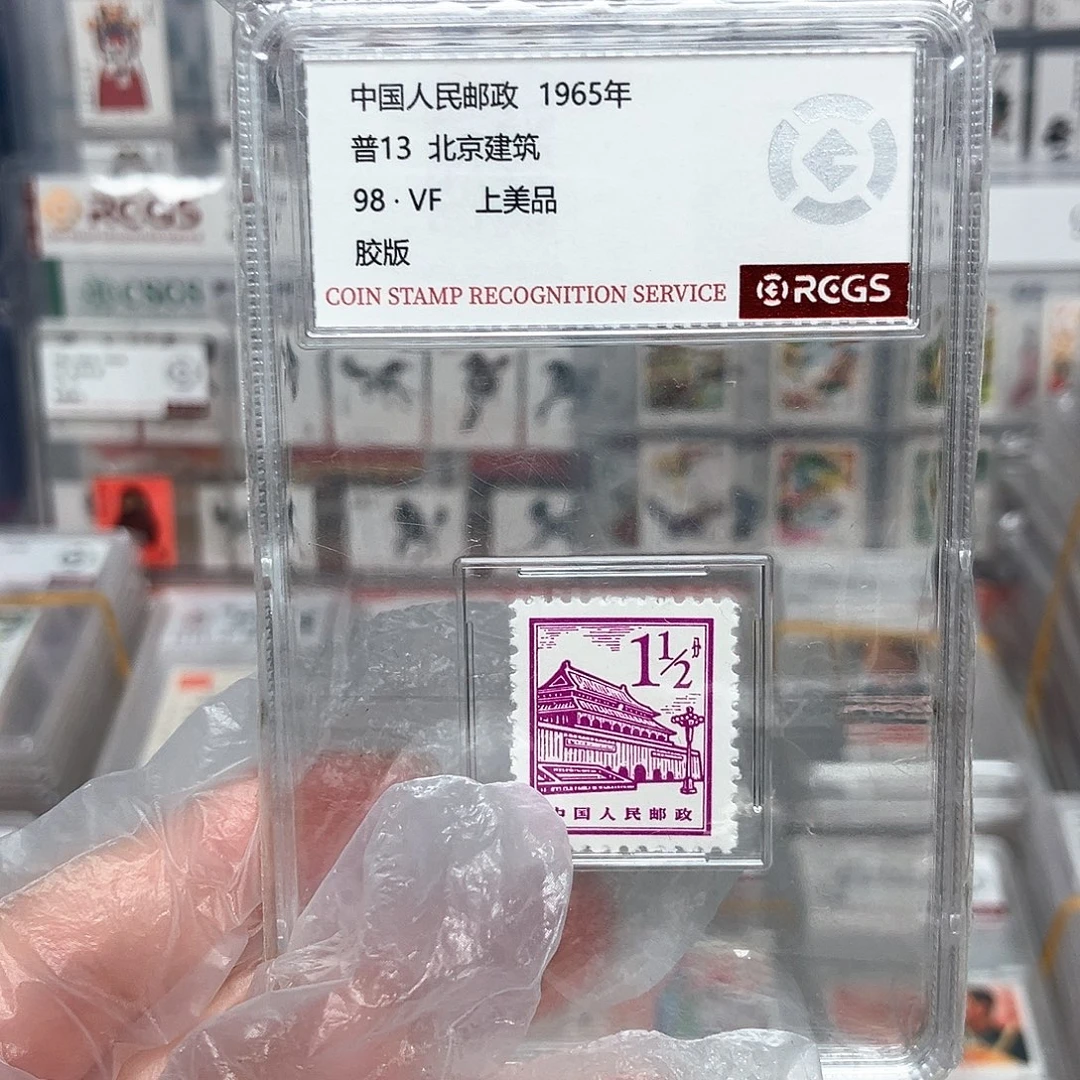 中国人民邮政 1965年
普13 北京建筑
98·VF 上美品
胶版
COIN STAMP RECOGNITION SERVICE RCGS
RCGS
1½分
中国人民邮政